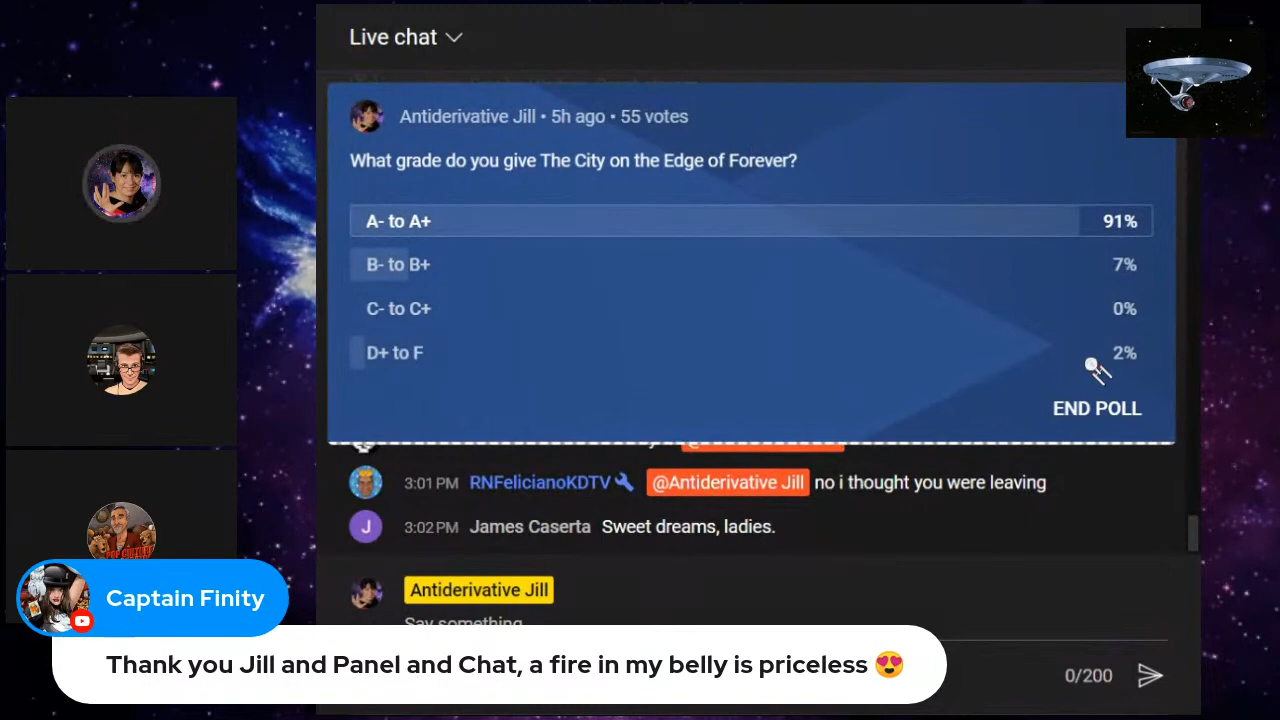 Live chat
Antiderivative Jill • 5h ago • 55 votes
What grade do you give The City on the Edge of Forever?
A- to A+ 91%
B- to B+ 7%
C- to C+ 0%
D+ to F 2%
END POLL
3:01 PM RNFelicianoKDTV @Antiderivative Jill no i thought you were leaving
J 3:02 PM James Caserta Sweet dreams, ladies.
Antiderivative Jill
Say something
0/200
Captain Finity
Thank you Jill and Panel and Chat, a fire in my belly is priceless 😍